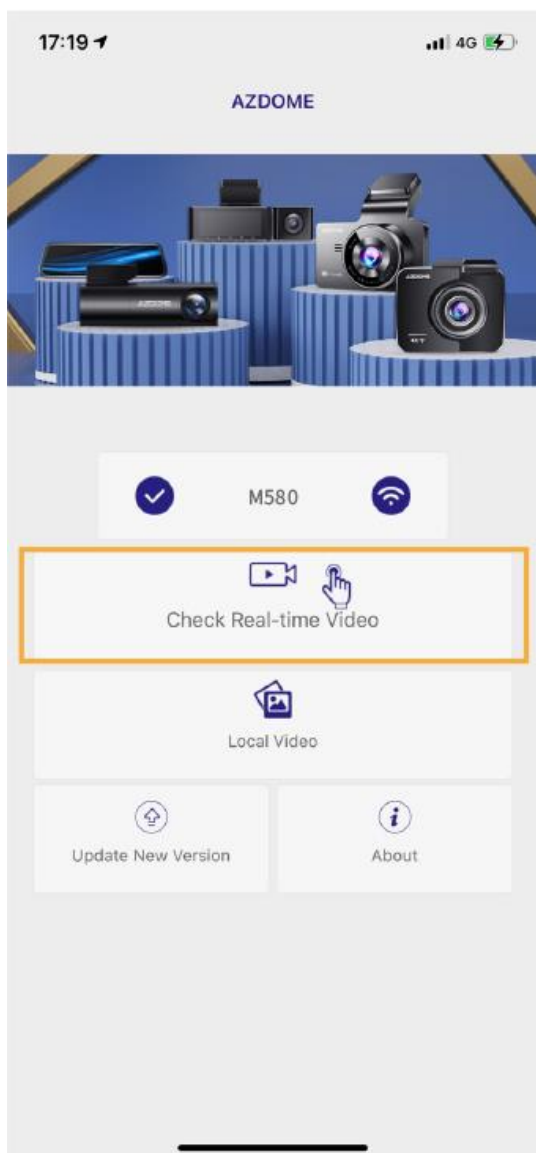 17:19
4G
AZDOME
AZDOME
M580
Check Real-time Video
Local Video
Update New Version
About